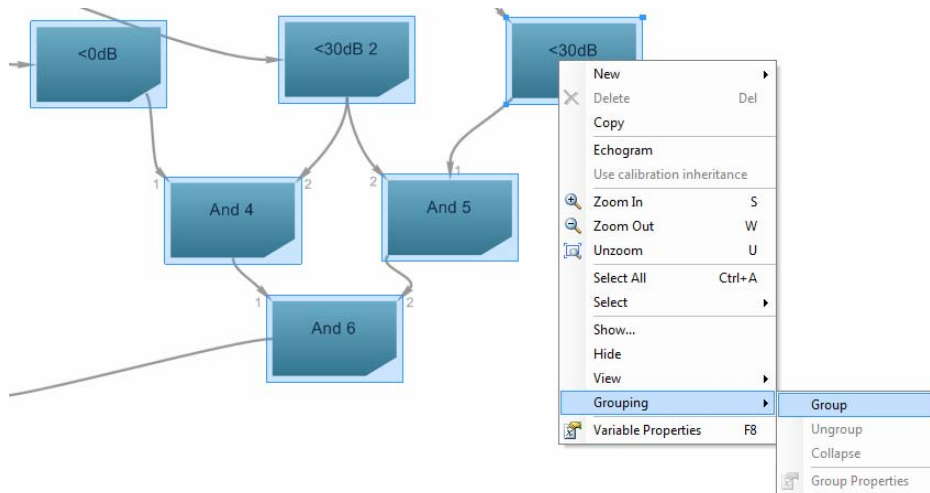 <0dB
<30dB 2
<30dB
1
2
And 4
2
1
And 5
1
2
And 6
New
Delete Del
Copy
Echogram
Use calibration inheritance
Zoom In S
Zoom Out W
Unzoom U
Select All Ctrl+A
Select
Show...
Hide
View
Grouping
Variable Properties F8
Group
Ungroup
Collapse
Group Properties